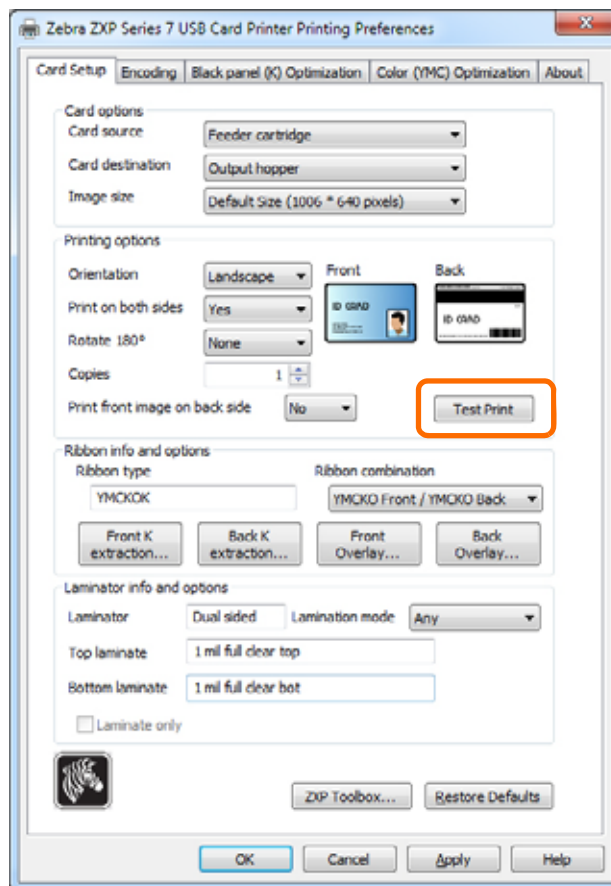 Zebra ZXP Series 7 USB Card Printer Printing Preferences
Card Setup Encoding Black panel (K) Optimization Color (YMC) Optimization About
Card options
Card source Feeder cartridge
Card destination Output hopper
Image size Default Size (1006 * 640 pixels)
Printing options
Orientation Landscape Front Back
Print on both sides Yes
ID CARD
ID CARD
Rotate 180° None
Copies 1
Print front image on back side No Test Print
Ribbon info and options
Ribbon type Ribbon combination
YMCKOK YMCKO Front / YMCKO Back
Front K extraction... Back K extraction... Front Overlay... Back Overlay...
Laminator info and options
Laminator Dual sided Lamination mode Any
Top laminate 1 mil full clear top
Bottom laminate 1 mil full clear bot
Laminate only
ZXP Toolbox... Restore Defaults
OK Cancel Apply Help